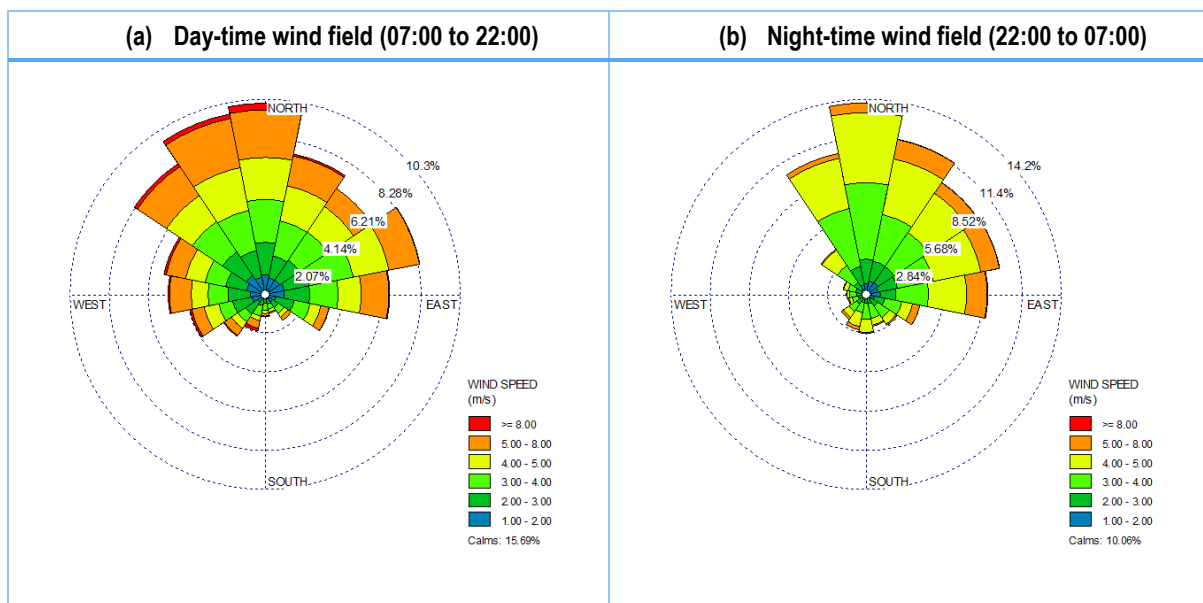 (a) Day-time wind field (07:00 to 22:00)
(b) Night-time wind field (22:00 to 07:00)
NORTH
10.3%
8.28%
6.21%
4.14%
2.07%
WEST
EAST
WIND SPEED
(m/s)
>= 8.00
5.00 - 8.00
4.00 - 5.00
3.00 - 4.00
2.00 - 3.00
1.00 - 2.00
Calms: 15.69%
SOUTH
NORTH
14.2%
11.4%
8.52%
5.68%
2.84%
WEST
EAST
WIND SPEED
(m/s)
>= 8.00
5.00 - 8.00
4.00 - 5.00
3.00 - 4.00
2.00 - 3.00
1.00 - 2.00
Calms: 10.06%
SOUTH